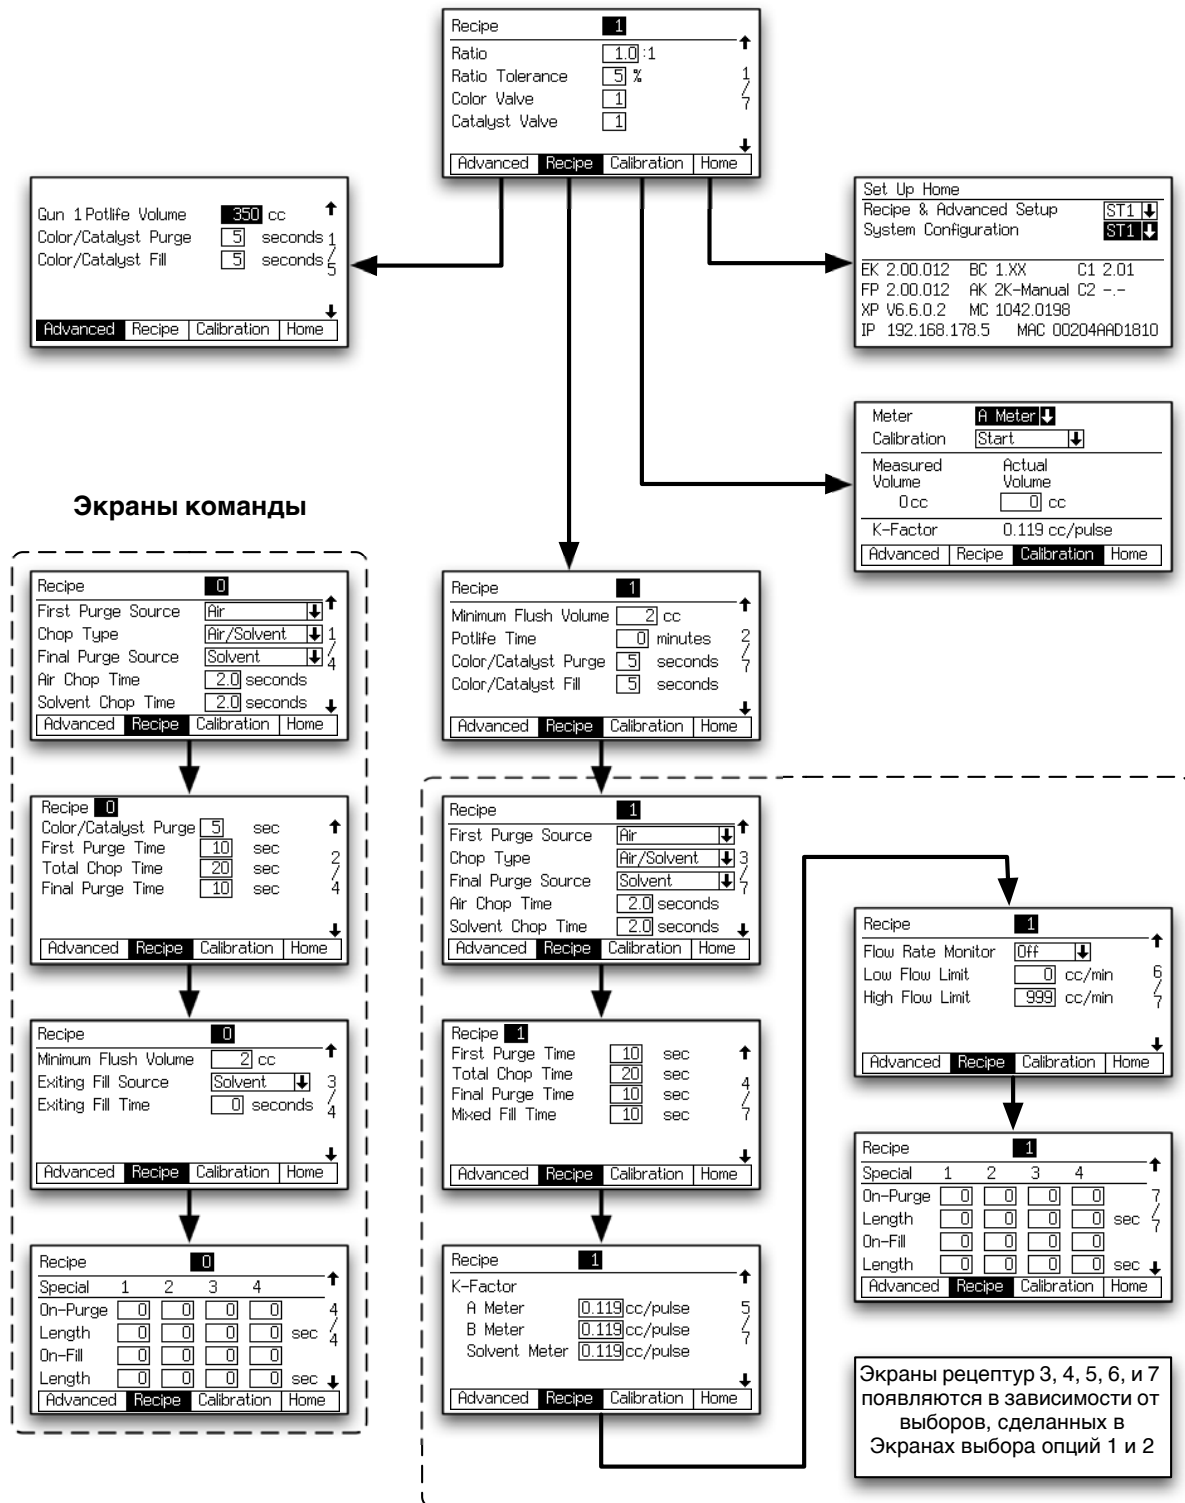 Recipe 1
Ratio 1.0 :1
Ratio Tolerance 5 %
Color Valve 1
Catalyst Valve 1
1/7
Advanced Recipe Calibration Home
Gun 1 Potlife Volume 350 cc
Color/Catalyst Purge 5 seconds
Color/Catalyst Fill 5 seconds
1/5
Advanced Recipe Calibration Home
Set Up Home
Recipe & Advanced Setup ST1
System Configuration ST1
EK 2.00.012 BC 1.XX C1 2.01
FP 2.00.012 AK 2K-Manual C2 -.-
XP V6.6.0.2 MC 1042.0198
IP 192.168.178.5 MAC 00204AAD1810
Meter A Meter
Calibration Start
Measured Actual
Volume Volume
0 cc 0 cc
K-Factor 0.119 cc/pulse
Advanced Recipe Calibration Home
Экраны команды
Recipe 0
First Purge Source Air
Chop Type Air/Solvent
Final Purge Source Solvent
Air Chop Time 2.0 seconds
Solvent Chop Time 2.0 seconds
1/4
Advanced Recipe Calibration Home
Recipe 0
Color/Catalyst Purge 5 sec
First Purge Time 10 sec
Total Chop Time 20 sec
Final Purge Time 10 sec
2/4
Advanced Recipe Calibration Home
Recipe 0
Minimum Flush Volume 2 cc
Exiting Fill Source Solvent
Exiting Fill Time 0 seconds
3/4
Advanced Recipe Calibration Home
Recipe 0
Special 1 2 3 4
On-Purge 0 0 0 0
Length 0 0 0 0 sec
On-Fill 0 0 0 0
Length 0 0 0 0 sec
4/4
Advanced Recipe Calibration Home
Recipe 1
Minimum Flush Volume 2 cc
Potlife Time 0 minutes
Color/Catalyst Purge 5 seconds
Color/Catalyst Fill 5 seconds
2/7
Advanced Recipe Calibration Home
Recipe 1
First Purge Source Air
Chop Type Air/Solvent
Final Purge Source Solvent
Air Chop Time 2.0 seconds
Solvent Chop Time 2.0 seconds
3/7
Advanced Recipe Calibration Home
Recipe 1
First Purge Time 10 sec
Total Chop Time 20 sec
Final Purge Time 10 sec
Mixed Fill Time 10 sec
4/7
Advanced Recipe Calibration Home
Recipe 1
K-Factor
A Meter 0.119 cc/pulse
B Meter 0.119 cc/pulse
Solvent Meter 0.119 cc/pulse
5/7
Advanced Recipe Calibration Home
Recipe 1
Flow Rate Monitor Off
Low Flow Limit 0 cc/min
High Flow Limit 999 cc/min
6/7
Advanced Recipe Calibration Home
Recipe 1
Special 1 2 3 4
On-Purge 0 0 0 0
Length 0 0 0 0 sec
On-Fill 0 0 0 0
Length 0 0 0 0 sec
7/7
Advanced Recipe Calibration Home
Экраны рецептур 3, 4, 5, 6, и 7
появляются в зависимости от
выборов, сделанных в
Экранах выбора опций 1 и 2